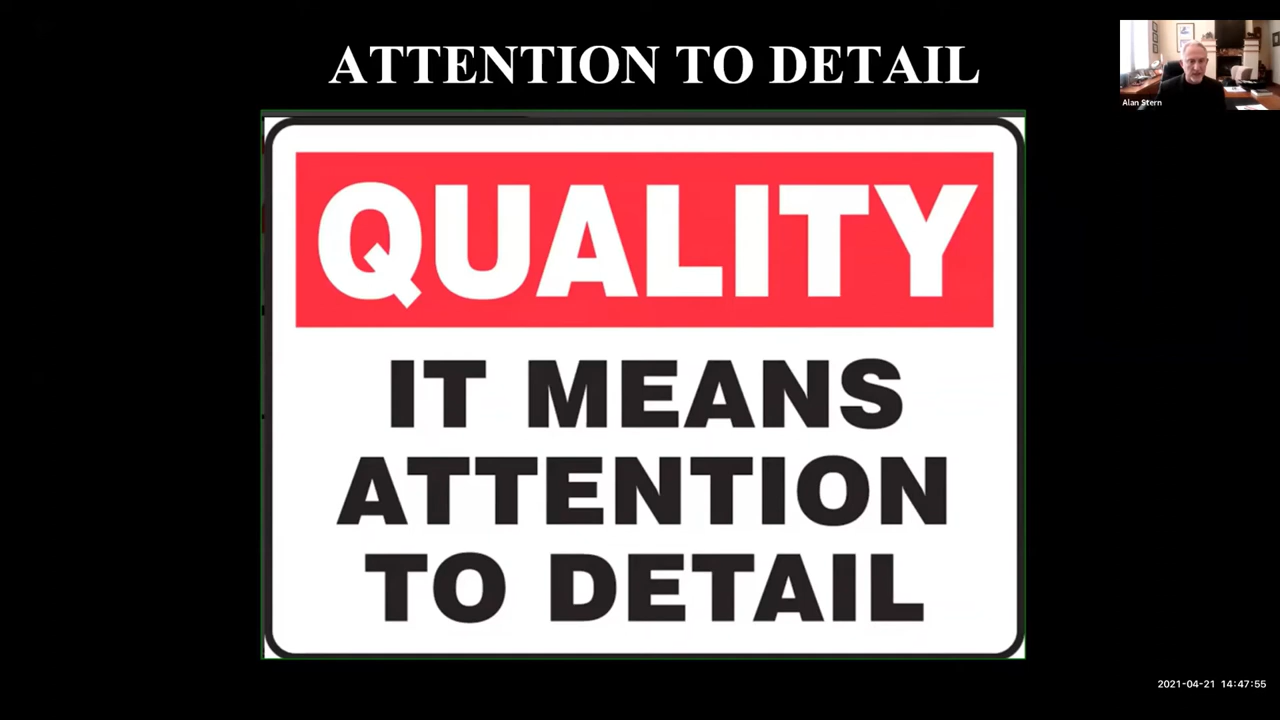 ATTENTION TO DETAIL
Alan Stern
QUALITY
IT MEANS
ATTENTION
TO DETAIL
2021-04-21 14:47:55